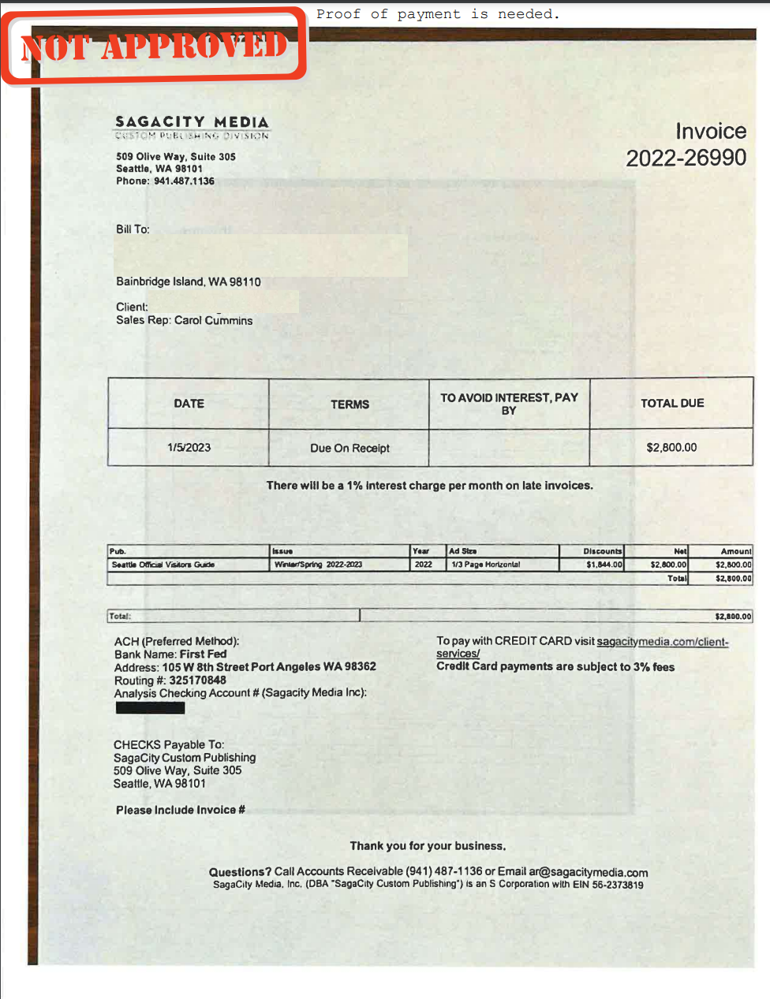 Proof of payment is needed.
NOT APPROVED
SAGACITY MEDIA
CUSTOM PUBLISHING DIVISION
509 Olive Way, Suite 305
Seattle, WA 98101
Phone: 941.487.1136
Invoice
2022-26990
Bill To:
Bainbridge Island, WA 98110
Client:
Sales Rep: Carol Cummins
DATE TERMS TO AVOID INTEREST, PAY BY TOTAL DUE
1/5/2023 Due On Receipt $2,800.00
There will be a 1% interest charge per month on late invoices.
Pub. Issue Year Ad Size Discounts Net Amount
Seattle Official Visitors Guide Winter/Spring 2022-2023 2022 1/3 Page Horizontal $1,844.00 $2,800.00 $2,800.00
Total $2,800.00
Total: $2,800.00
ACH (Preferred Method):
Bank Name: First Fed
Address: 105 W 8th Street Port Angeles WA 98362
Routing #: 325170848
Analysis Checking Account # (Sagacity Media Inc):
To pay with CREDIT CARD visit sagacitymedia.com/client-
services/
Credit Card payments are subject to 3% fees
CHECKS Payable To:
SagaCity Custom Publishing
509 Olive Way, Suite 305
Seattle, WA 98101
Please Include Invoice #
Thank you for your business.
Questions? Call Accounts Receivable (941) 487-1136 or Email ar@sagacitymedia.com
SagaCity Media, Inc. (DBA "SagaCity Custom Publishing") is an S Corporation with EIN 56-2373819